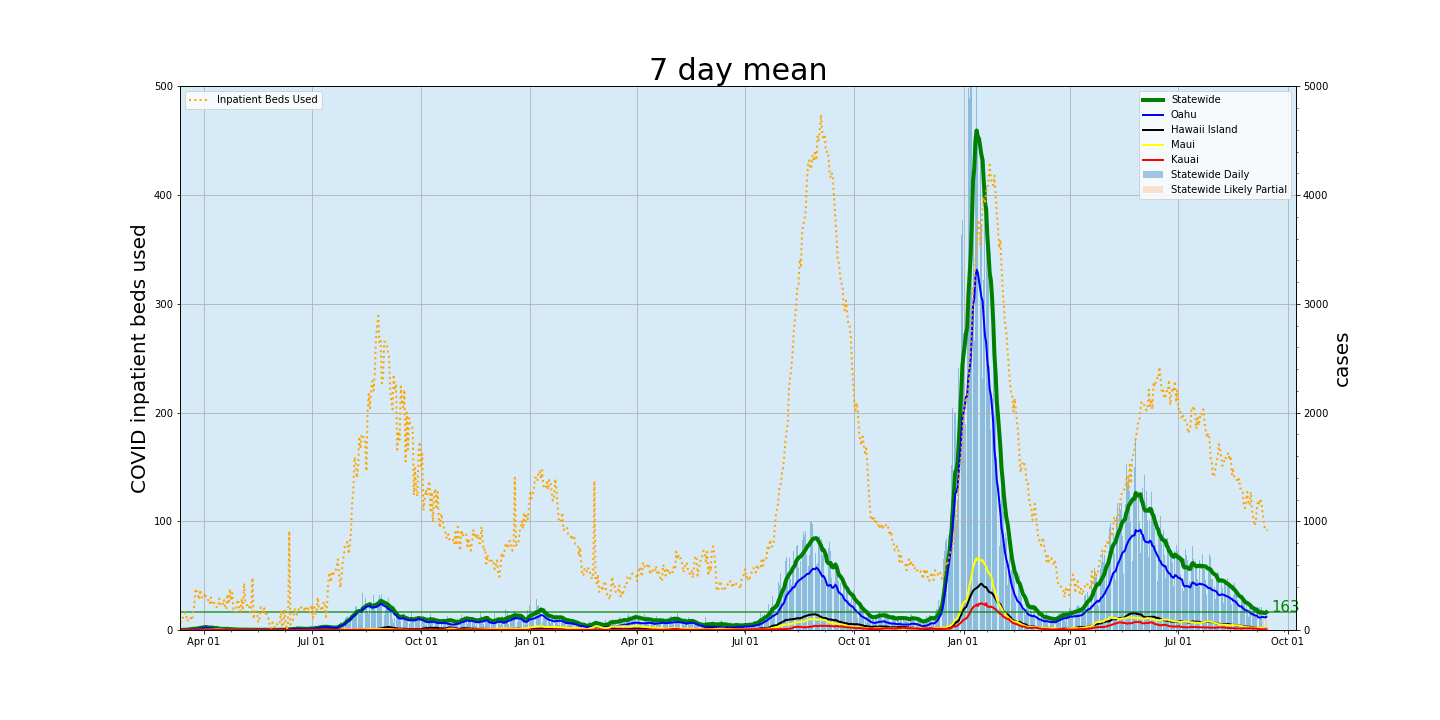 7 day mean
Inpatient Beds Used
Statewide
Oahu
Hawaii Island
Maui
Kauai
Statewide Daily
Statewide Likely Partial
COVID inpatient beds used
500
400
300
200
100
0
cases
5000
4000
3000
2000
1000
0
163
Apr 01 Jul 01 Oct 01 Jan 01 Apr 01 Jul 01 Oct 01 Jan 01 Apr 01 Jul 01 Oct 01